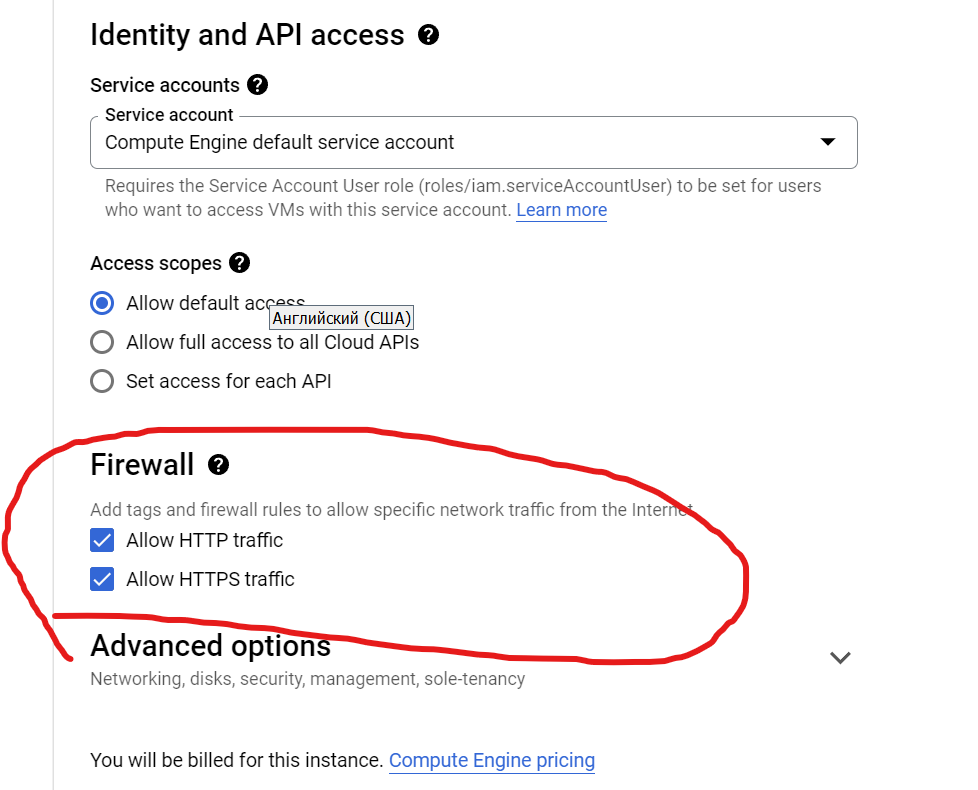 Identity and API access
Service accounts
Service account
Compute Engine default service account
Requires the Service Account User role (roles/iam.serviceAccountUser) to be set for users
who want to access VMs with this service account. Learn more
Access scopes
Allow default access
Английский (США)
Allow full access to all Cloud APIs
Set access for each API
Firewall
Add tags and firewall rules to allow specific network traffic from the Internet
Allow HTTP traffic
Allow HTTPS traffic
Advanced options
Networking, disks, security, management, sole-tenancy
You will be billed for this instance. Compute Engine pricing